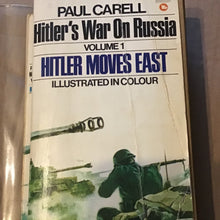 PAUL CARELL
Hitler's War On Russia
VOLUME 1
HITLER MOVES EAST
ILLUSTRATED IN COLOUR